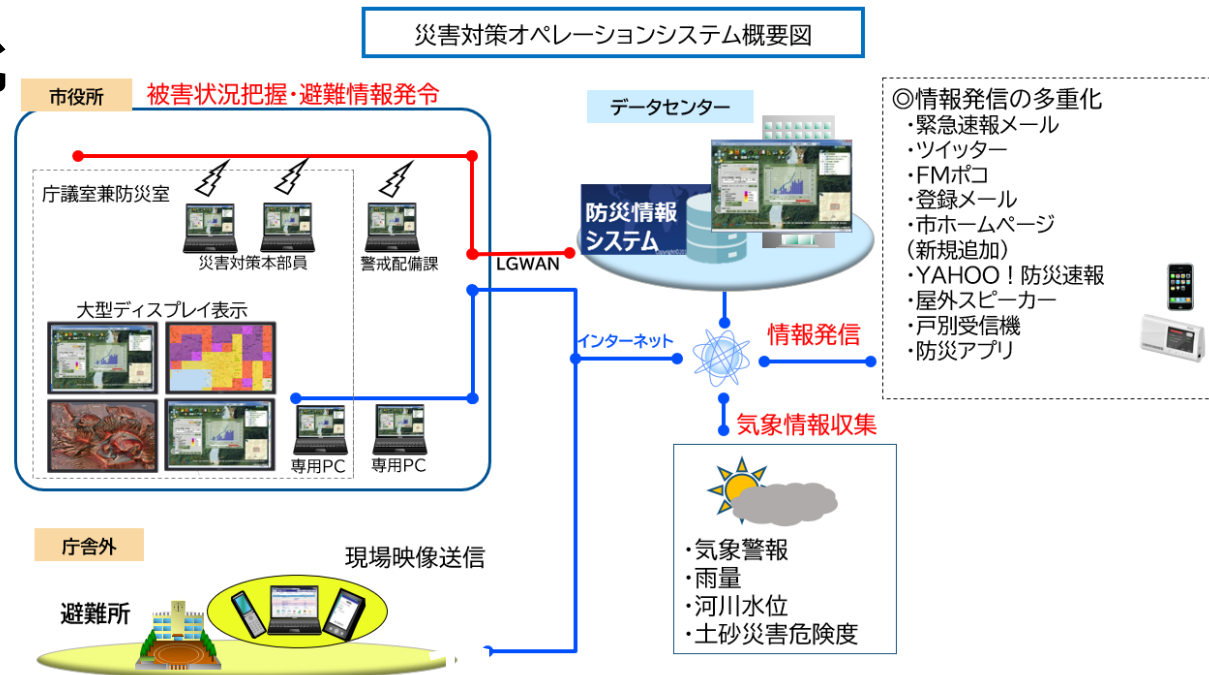 災害対策オペレーションシステム概要図
市役所
被害状況把握・避難情報発令
庁議室兼防災室
災害対策本部員
警戒配備課
大型ディスプレイ表示
専用PC
専用PC
LGWAN
インターネット
データセンター
防災情報
システム
情報発信
気象情報収集
◎情報発信の多重化
・緊急速報メール
・ツイッター
・FMポコ
・登録メール
・市ホームページ
(新規追加)
・YAHOO!防災速報
・屋外スピーカー
・戸別受信機
・防災アプリ
・気象警報
・雨量
・河川水位
・土砂災害危険度
庁舎外
現場映像送信
避難所